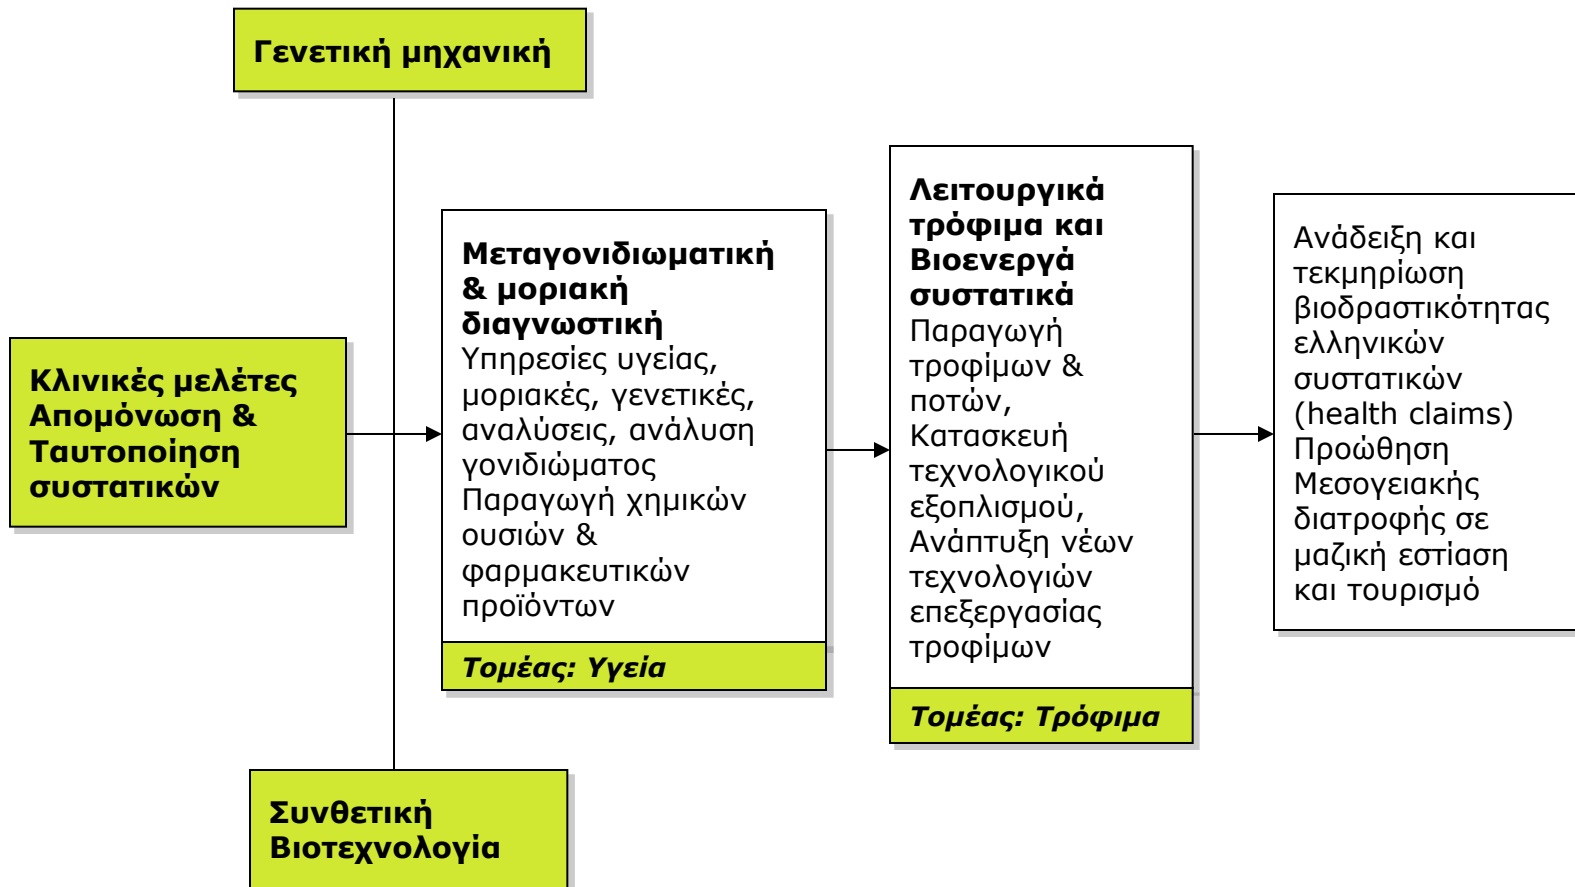 Γενετική μηχανική
Κλινικές μελέτες
Απομόνωση &
Ταυτοποίηση
συστατικών
Μεταγονιδιωματική
& μοριακή
διαγνωστική
Υπηρεσίες υγείας,
μοριακές, γενετικές,
αναλύσεις, ανάλυση
γονιδιώματος
Παραγωγή χημικών
ουσιών &
φαρμακευτικών
προϊόντων
Τομέας: Υγεία
Λειτουργικά
τρόφιμα και
Βιοενεργά
συστατικά
Παραγωγή
τροφίμων &
ποτών,
Κατασκευή
τεχνολογικού
εξοπλισμού,
Ανάπτυξη νέων
τεχνολογιών
επεξεργασίας
τροφίμων
Τομέας: Τρόφιμα
Ανάδειξη και
τεκμηρίωση
βιοδραστικότητας
ελληνικών
συστατικών
(health claims)
Προώθηση
Μεσογειακής
διατροφής σε
μαζική εστίαση
και τουρισμό
Συνθετική
Βιοτεχνολογία